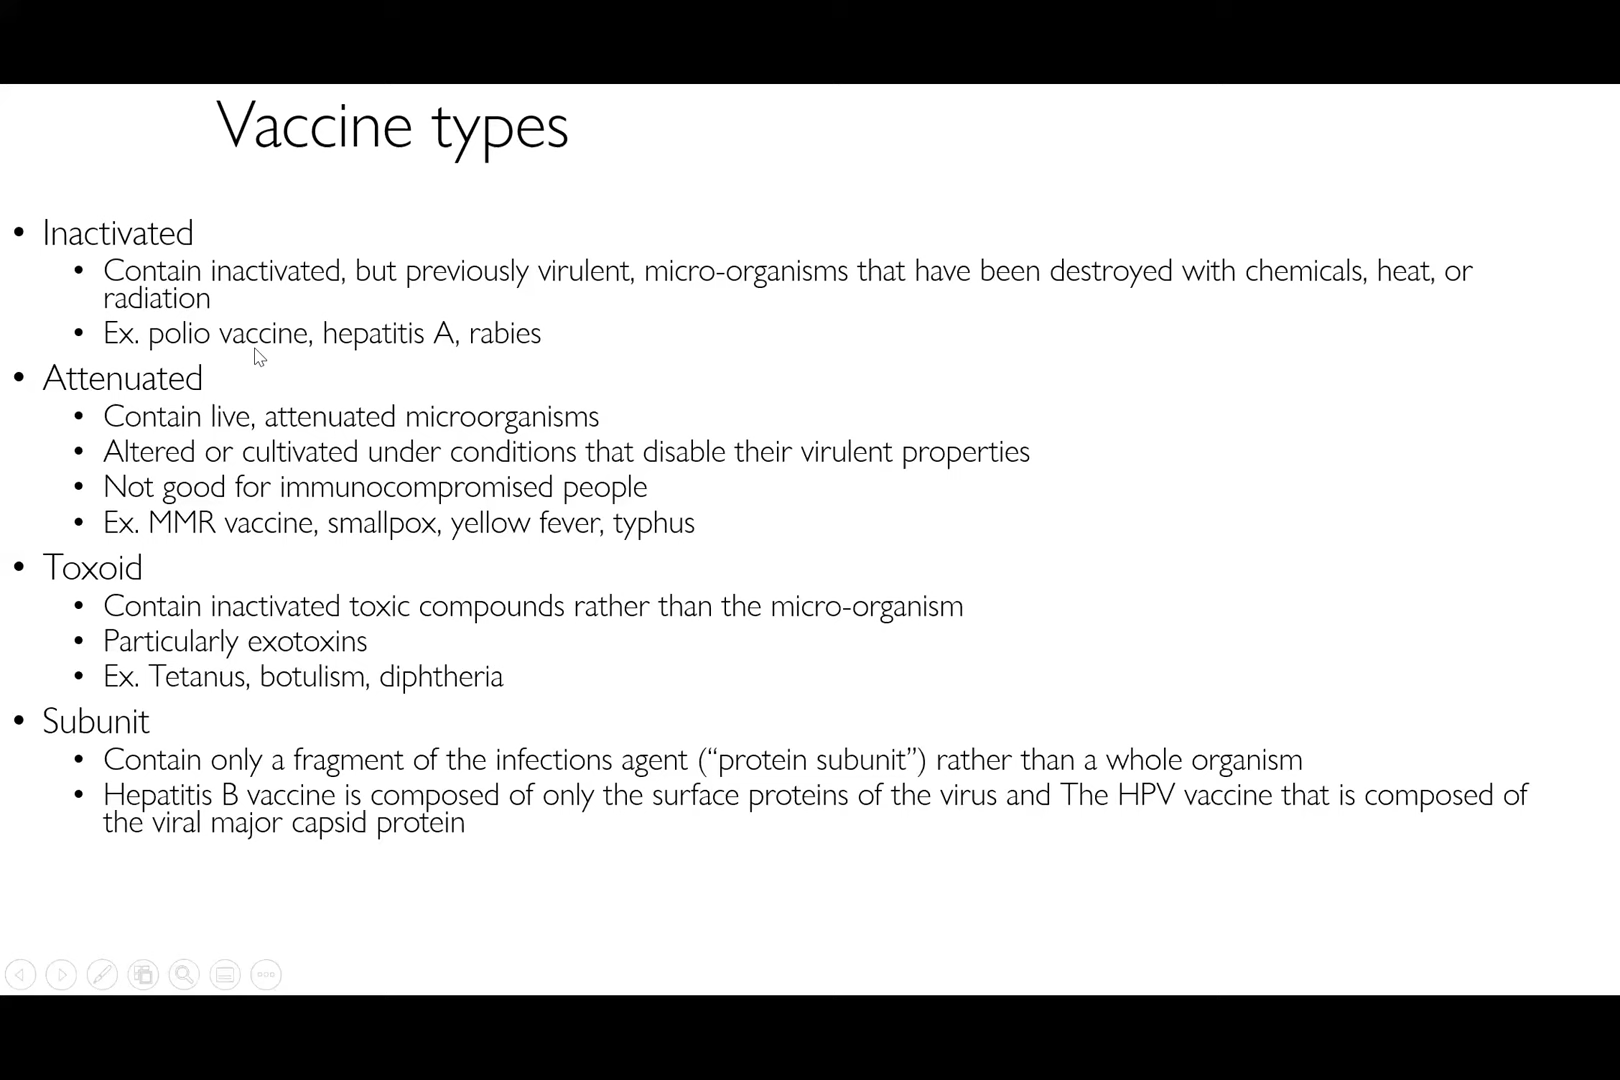 Vaccine types
• Inactivated
• Contain inactivated, but previously virulent, micro-organisms that have been destroyed with chemicals, heat, or
radiation
• Ex. polio vaccine, hepatitis A, rabies
• Attenuated
• Contain live, attenuated microorganisms
• Altered or cultivated under conditions that disable their virulent properties
• Not good for immunocompromised people
• Ex. MMR vaccine, smallpox, yellow fever, typhus
• Toxoid
• Contain inactivated toxic compounds rather than the micro-organism
• Particularly exotoxins
• Ex. Tetanus, botulism, diphtheria
• Subunit
• Contain only a fragment of the infections agent (“protein subunit”) rather than a whole organism
• Hepatitis B vaccine is composed of only the surface proteins of the virus and The HPV vaccine that is composed of
the viral major capsid protein